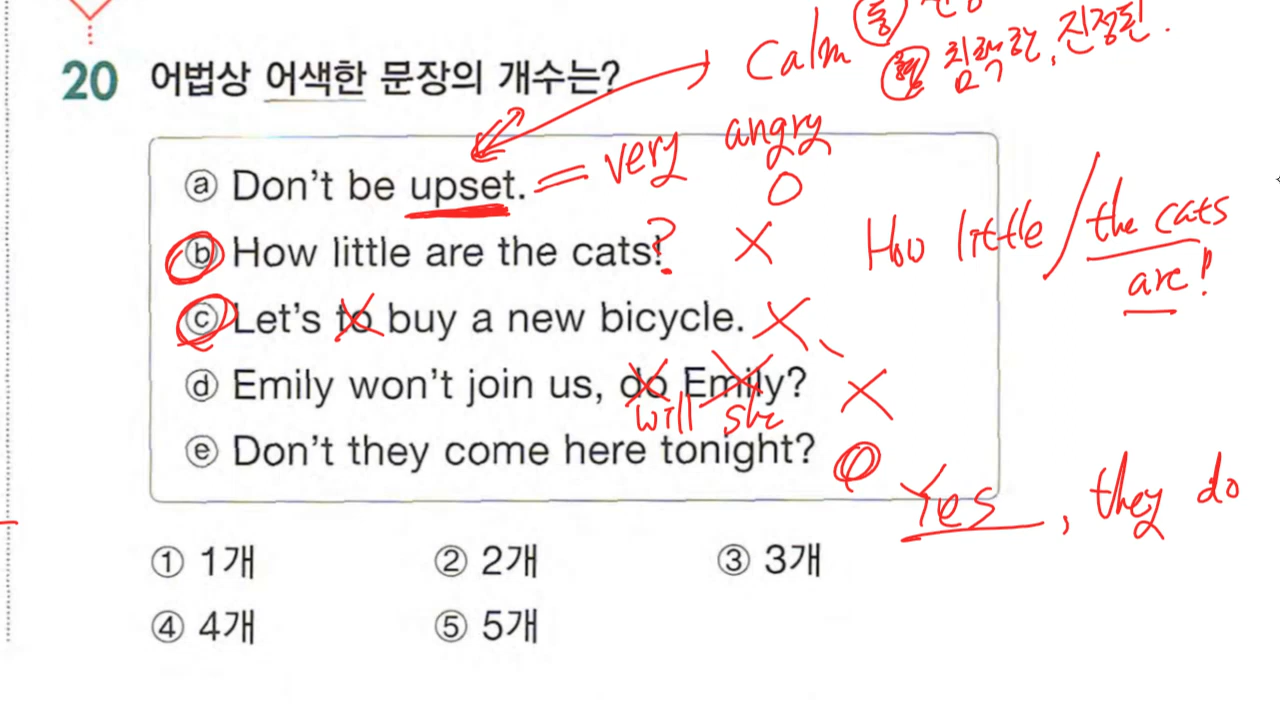 Calm 동
형 침착한, 진정된.
20 어법상 어색한 문장의 개수는?
ⓐ Don't be upset. = very angry O
ⓑ How little are the cats!? X How little / the cats are!
ⓒ Let's to buy a new bicycle. X
ⓓ Emily won't join us, do Emily? X
will she
ⓔ Don't they come here tonight? O
Yes, they do
① 1개 ② 2개 ③ 3개
④ 4개 ⑤ 5개